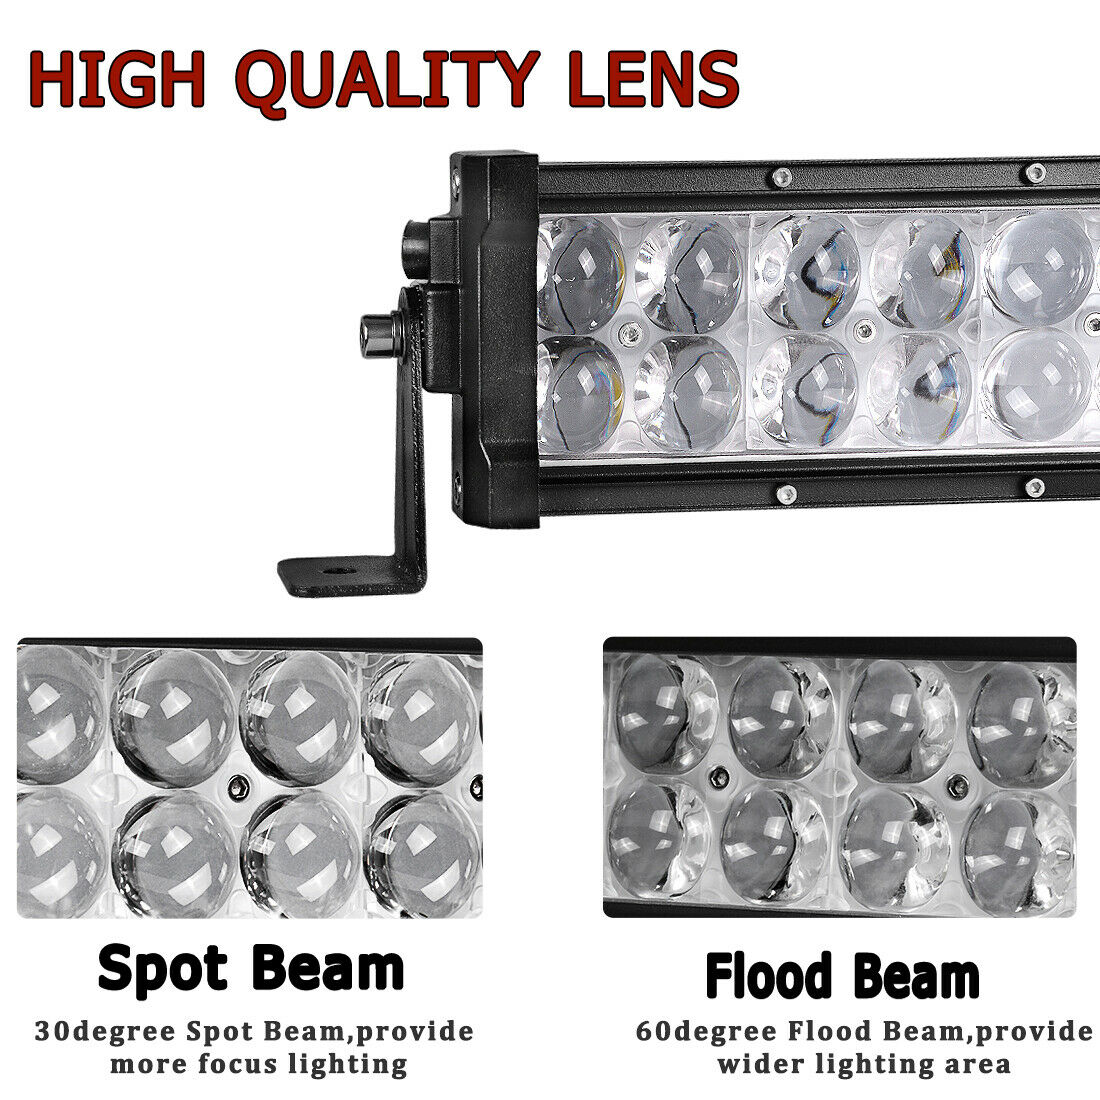 HIGH QUALITY LENS
Spot Beam
30degree Spot Beam,provide
more focus lighting
Flood Beam
60degree Flood Beam,provide
wider lighting area